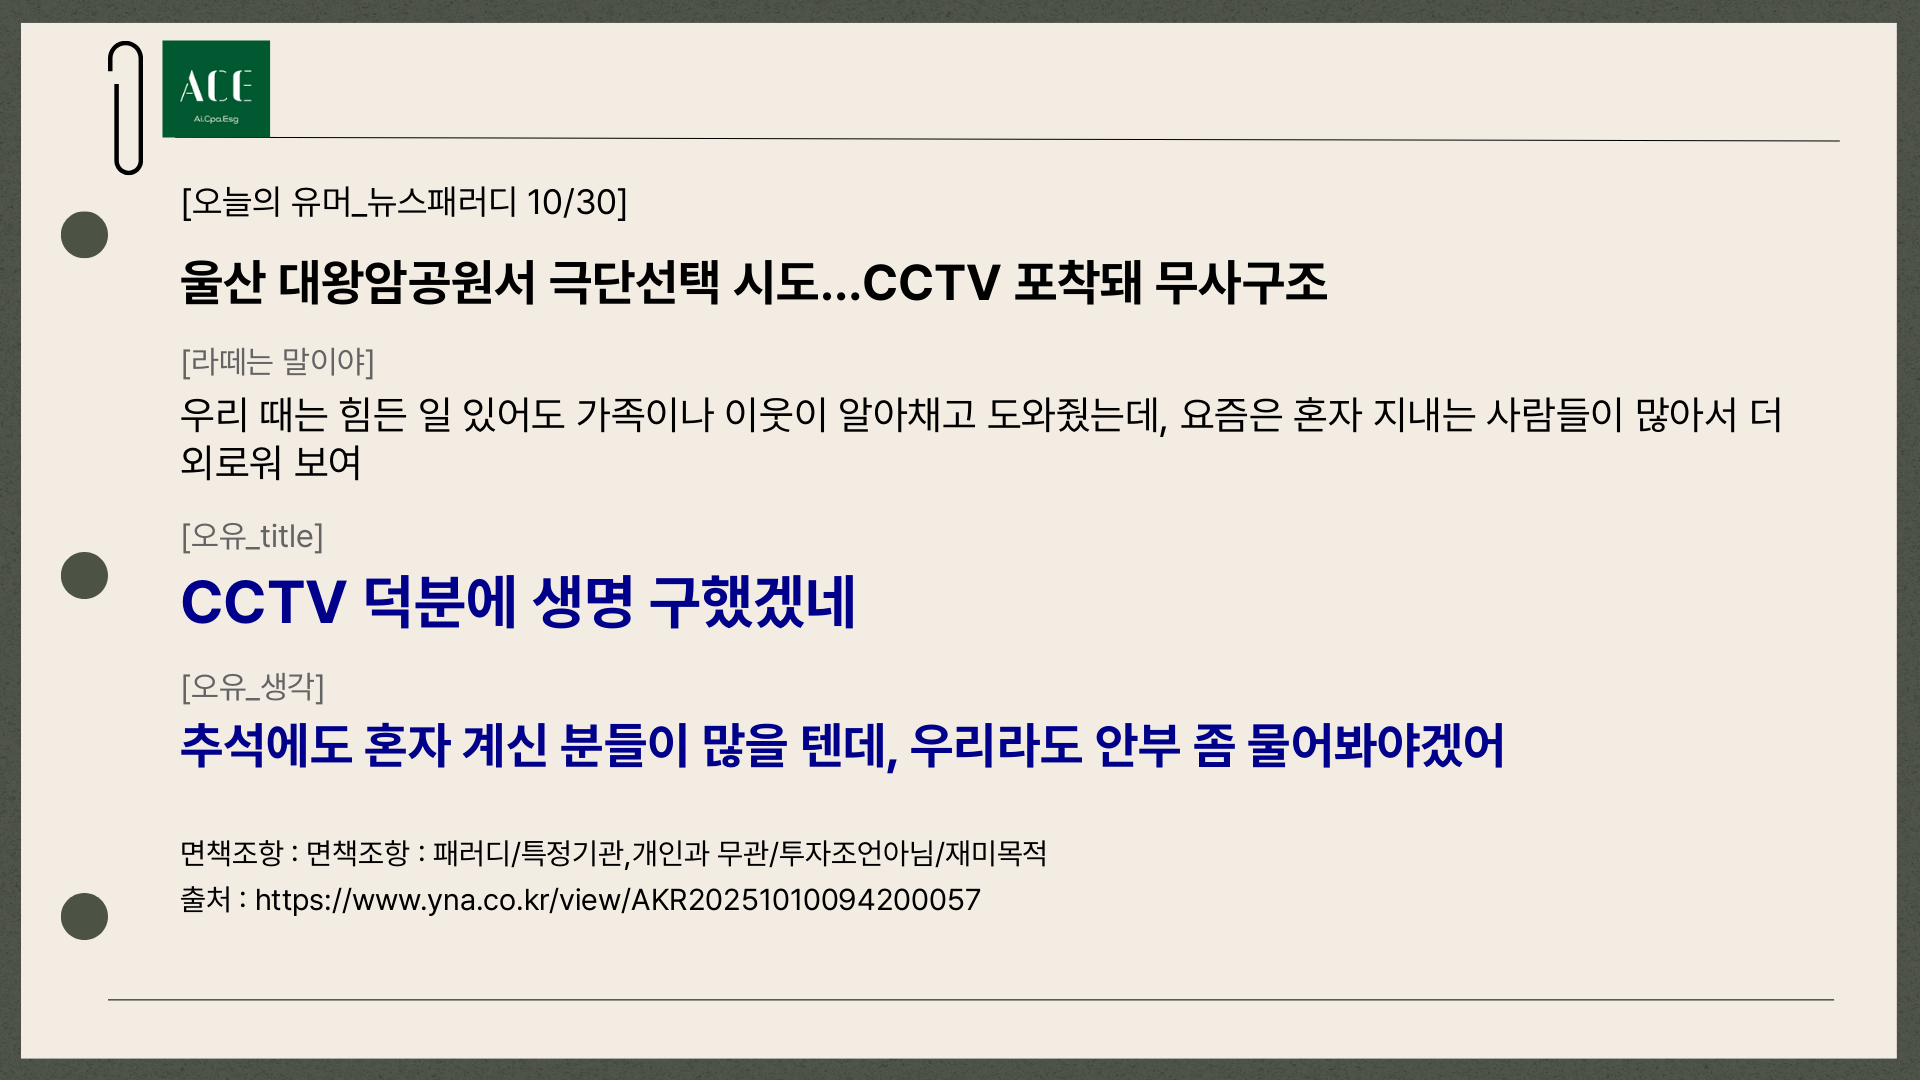 ACE
Ai.Cpa.Esg
[오늘의 유머_뉴스패러디 10/30]
울산 대왕암공원서 극단선택 시도...CCTV 포착돼 무사구조
[라떼는 말이야]
우리 때는 힘든 일 있어도 가족이나 이웃이 알아채고 도와줬는데, 요즘은 혼자 지내는 사람들이 많아서 더
외로워 보여
[오유_title]
CCTV 덕분에 생명 구했겠네
[오유_생각]
추석에도 혼자 계신 분들이 많을 텐데, 우리라도 안부 좀 물어봐야겠어
면책조항 : 면책조항 : 패러디/특정기관,개인과 무관/투자조언아님/재미목적
출처 : https://www.yna.co.kr/view/AKR20251010094200057